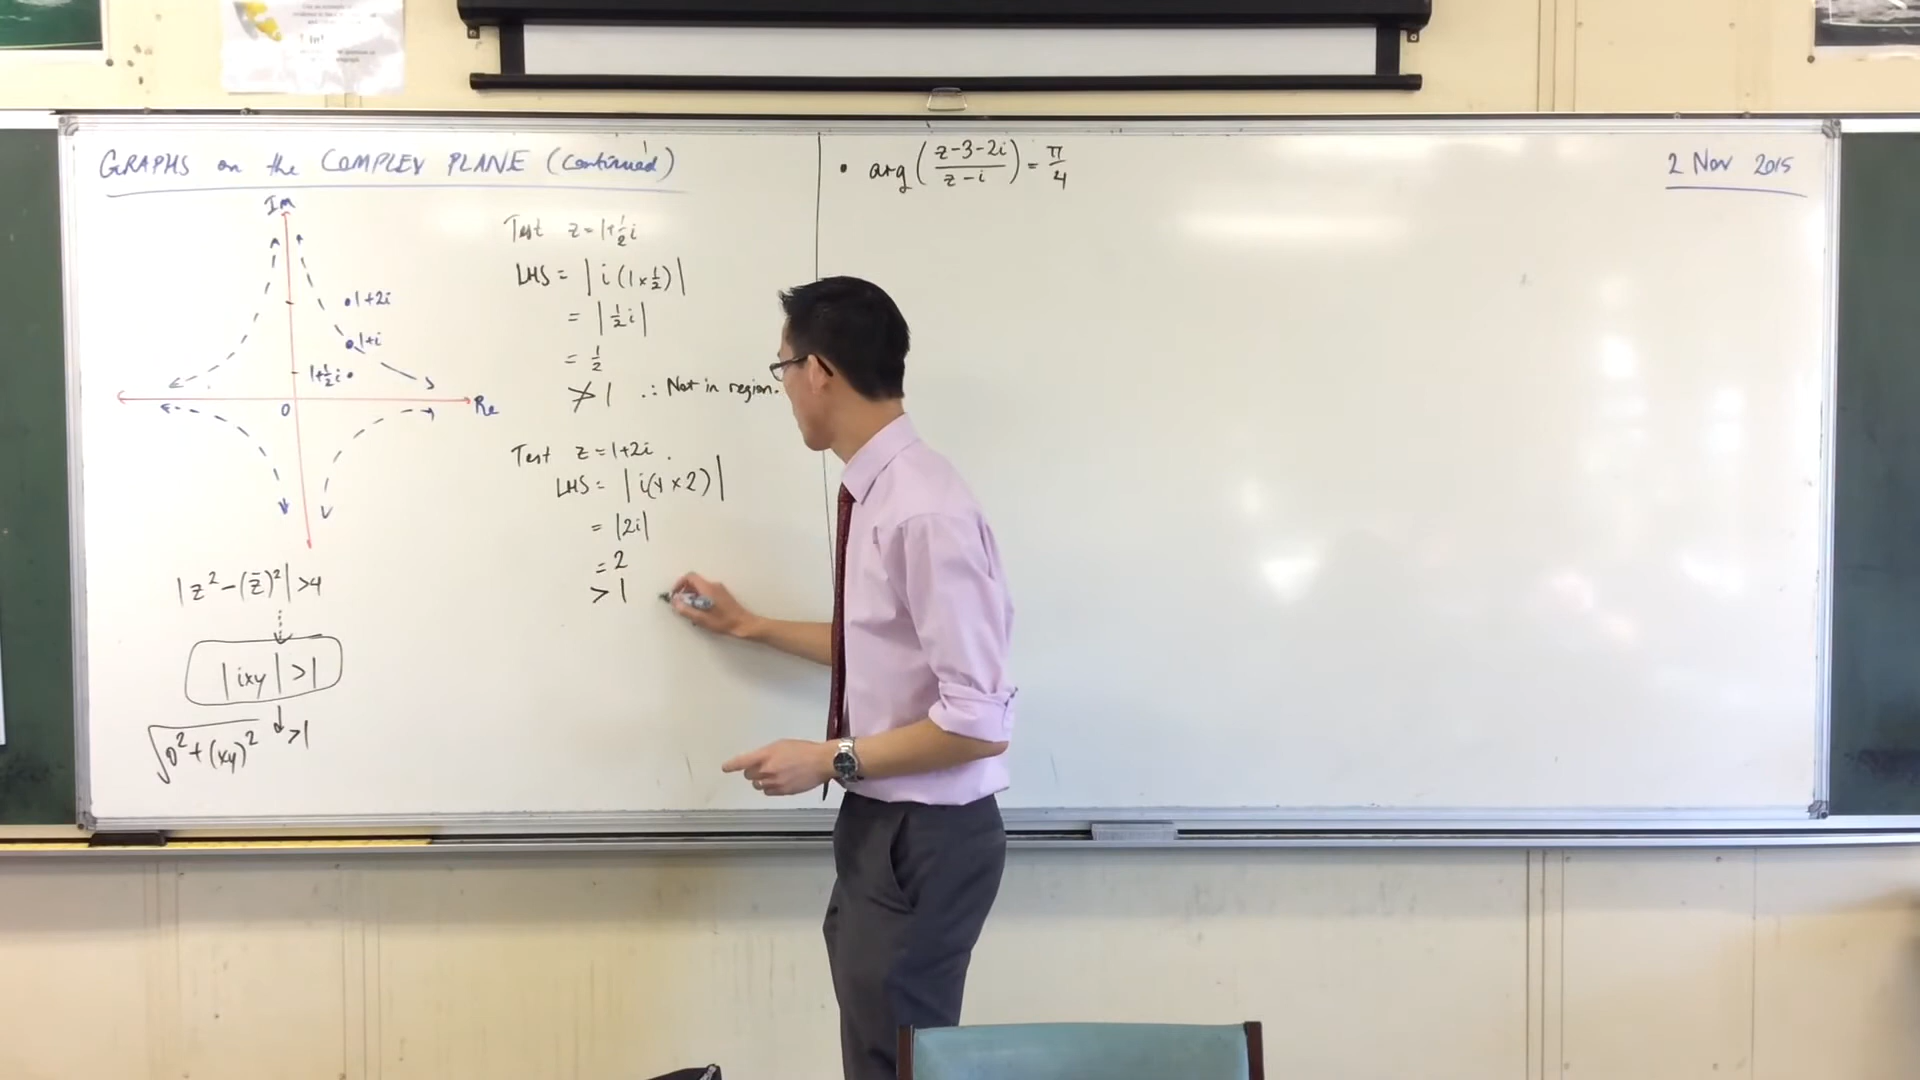 GRAPHS on the COMPLEX PLANE (continued)
Im
1+2i
1+i
1+½i
0
Re
|z² - (z̄)²| > 4
|ixy| > 1
√(0² + (xy)²) > 1
Test z = 1+½i
LHS = |i(1×½)|
= |½i|
= ½
≯ 1 ∴ Not in region.
Test z = 1+2i.
LHS = |i(1×2)|
= |2i|
= 2
> 1
• arg((z-3-2i)/(z-i)) = π/4
2 Nov 2015